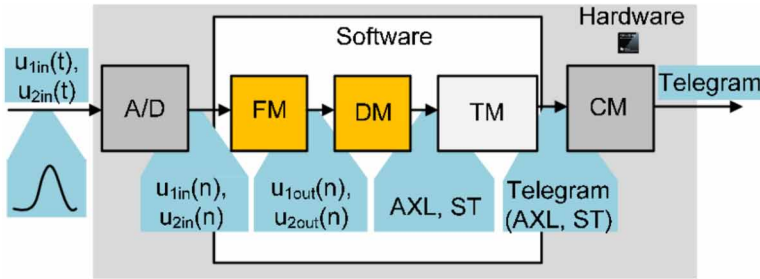 Hardware
Software
u1in(t),
u2in(t)
A/D
FM
DM
TM
CM
Telegram
u1in(n),
u2in(n)
u1out(n),
u2out(n)
AXL, ST
Telegram
(AXL, ST)